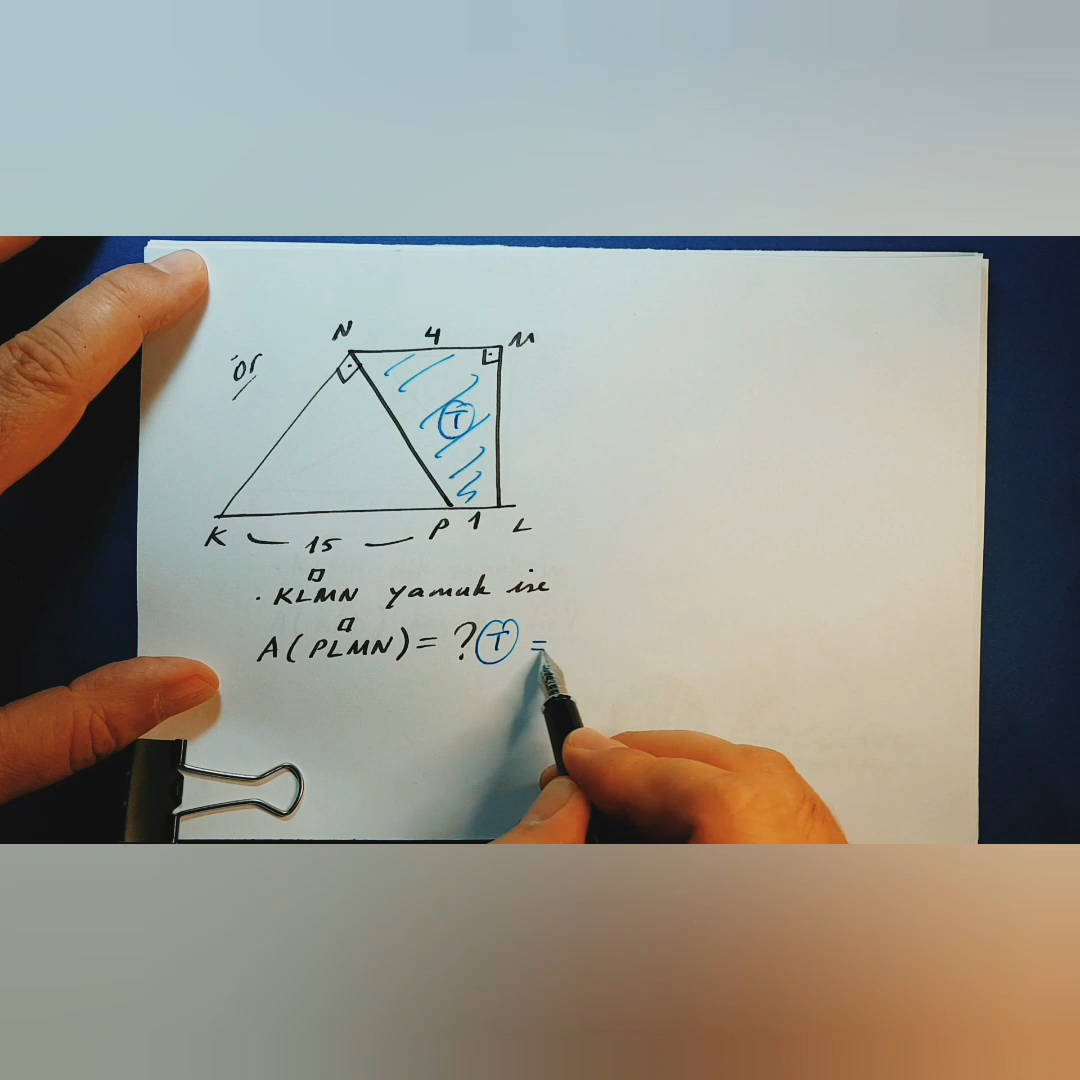 N 4 M
ör
T
K 15 P 1 L
. KLMN yamuk ise
A(PLMN) = ? T =